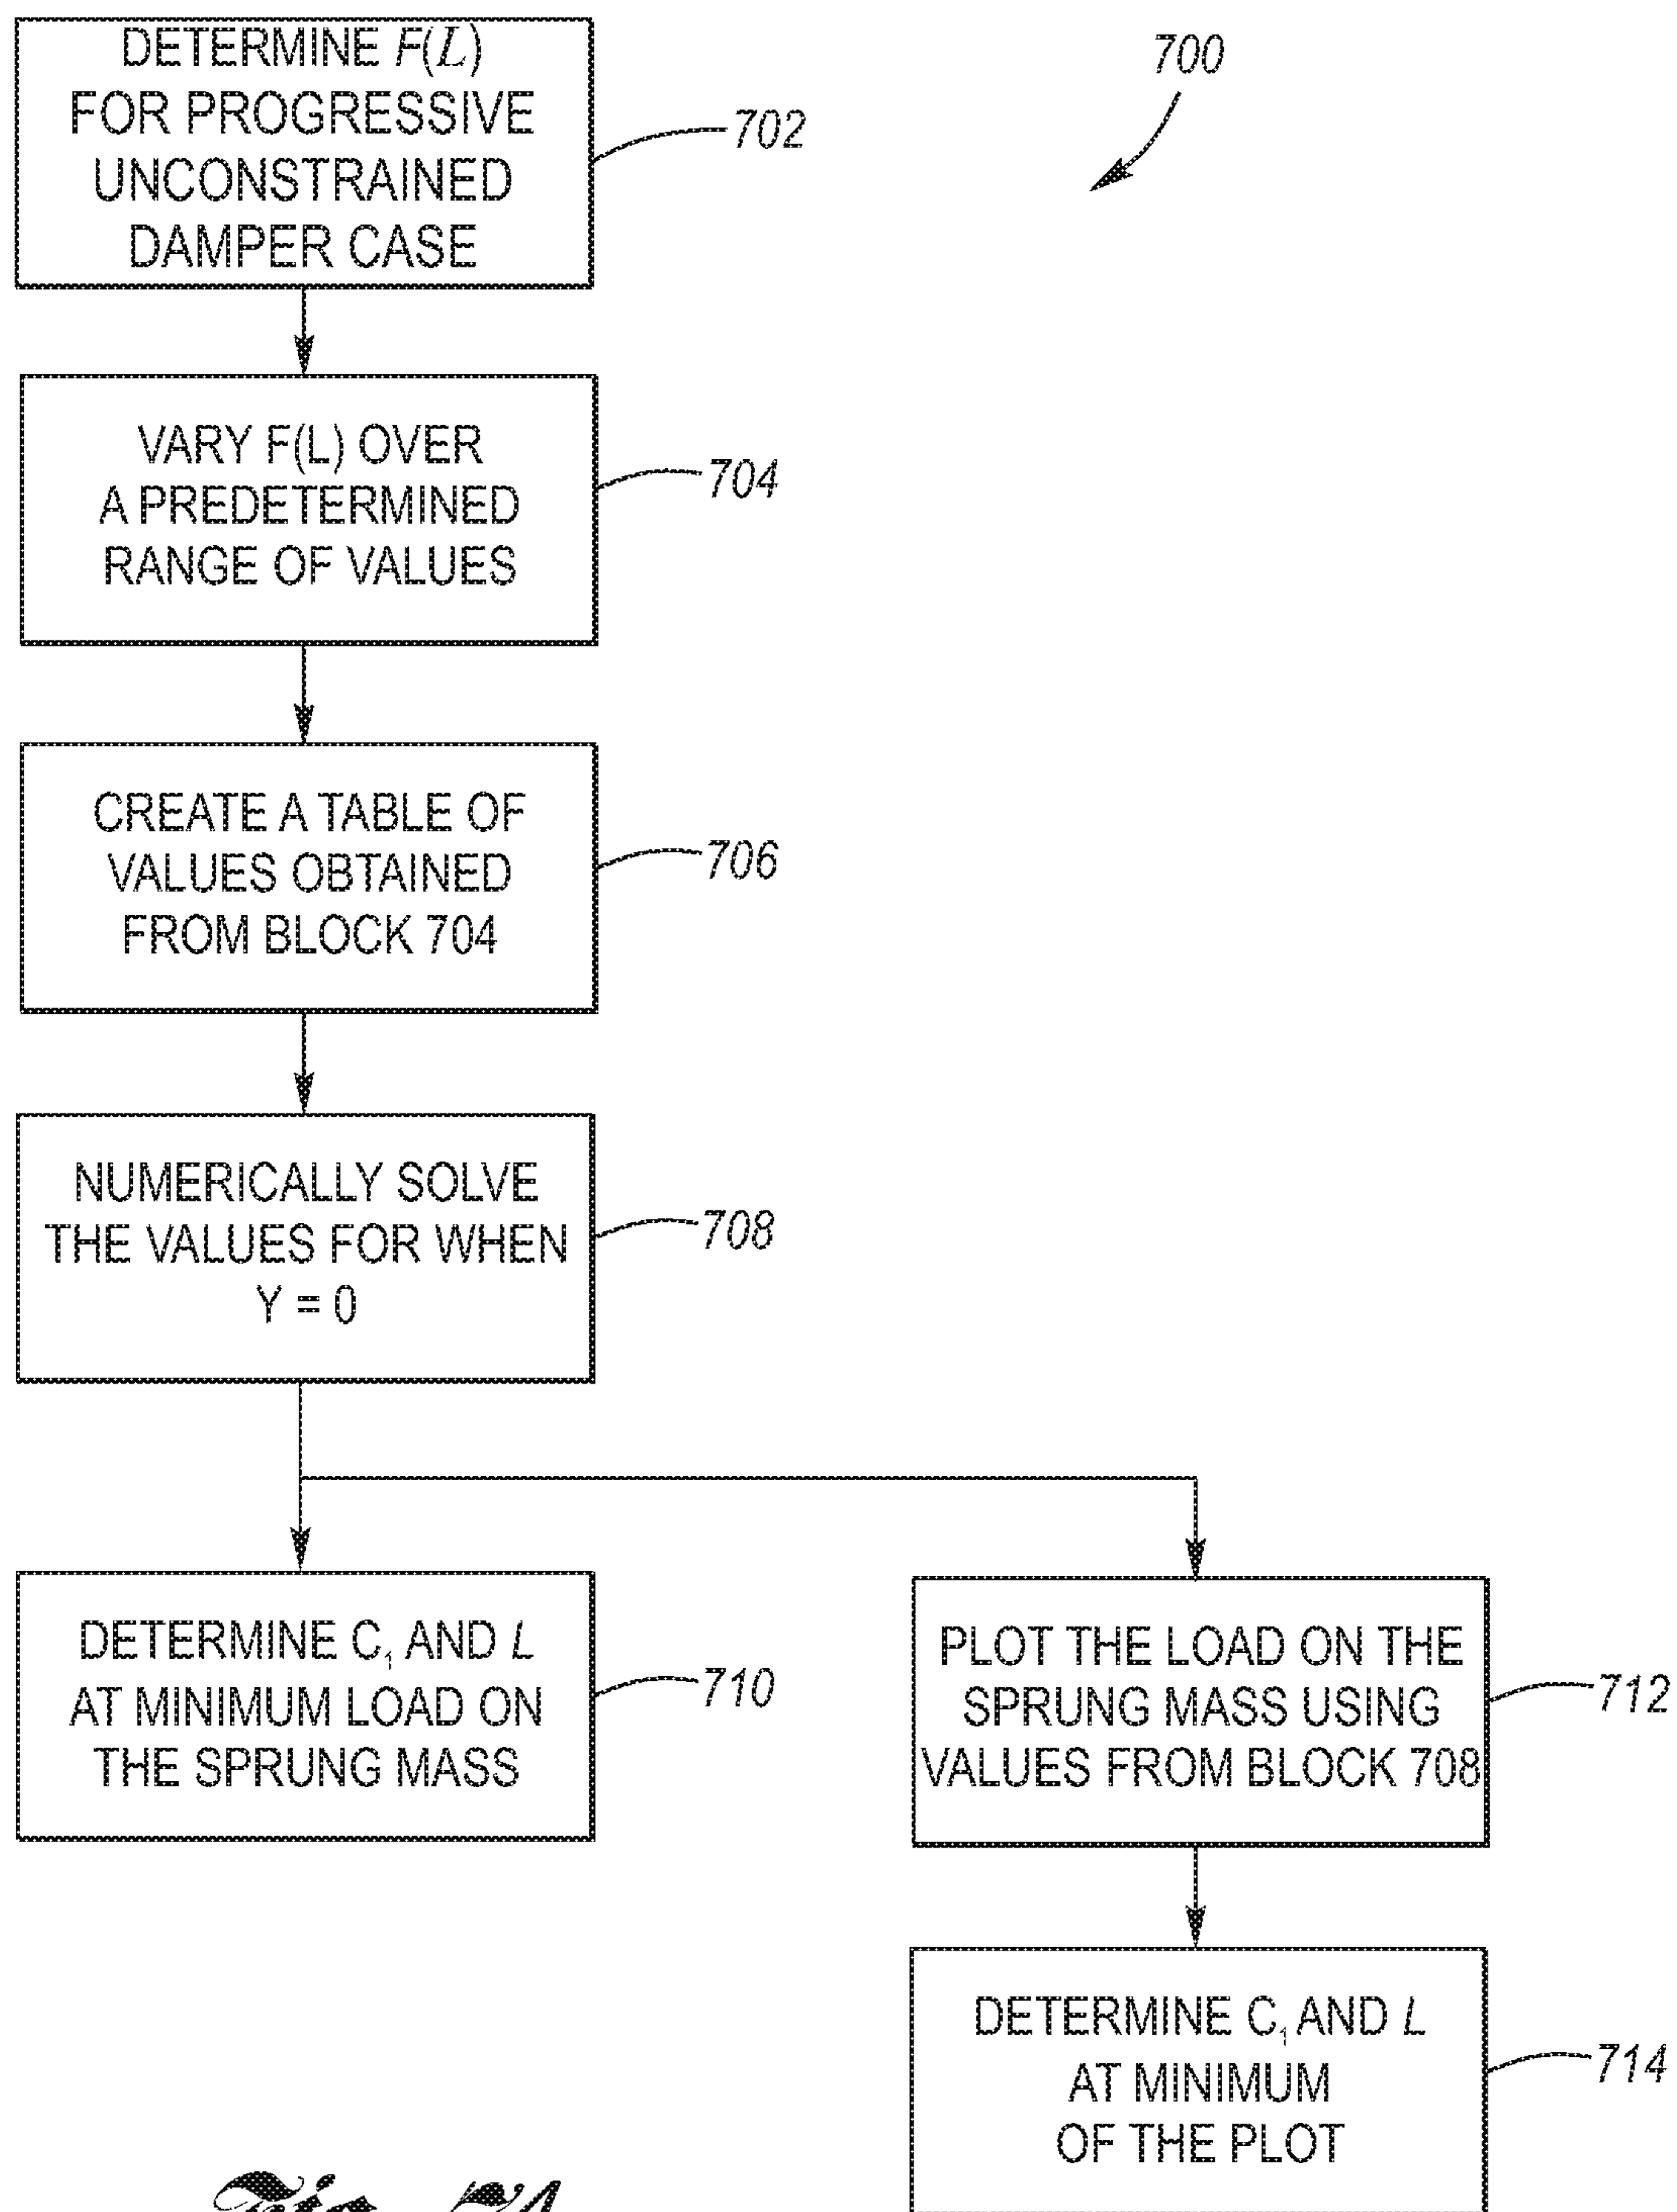 DETERMINE F(L)
FOR PROGRESSIVE
UNCONSTRAINED
DAMPER CASE
702
700
VARY F(L) OVER
A PREDETERMINED
RANGE OF VALUES
704
CREATE A TABLE OF
VALUES OBTAINED
FROM BLOCK 704
706
NUMERICALLY SOLVE
THE VALUES FOR WHEN
Y = 0
708
DETERMINE C₁ AND L
AT MINIMUM LOAD ON
THE SPRUNG MASS
710
PLOT THE LOAD ON THE
SPRUNG MASS USING
VALUES FROM BLOCK 708
712
DETERMINE C₁ AND L
AT MINIMUM
OF THE PLOT
714